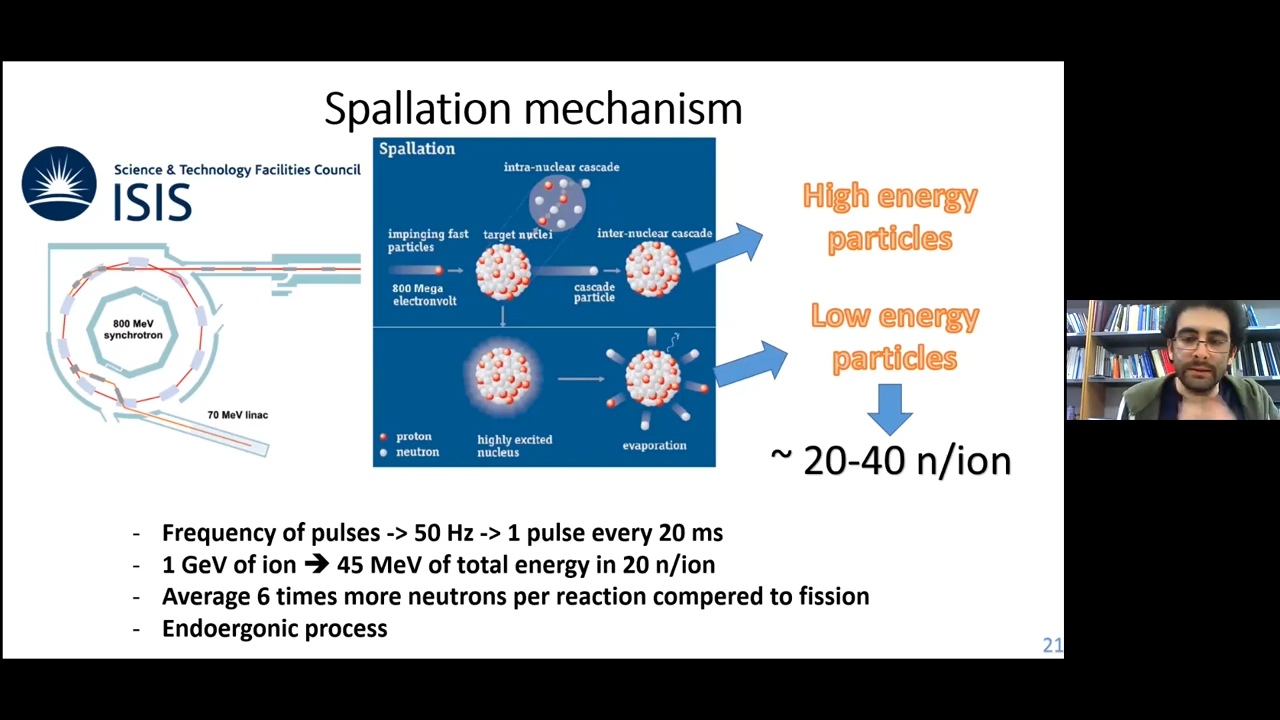 Spallation mechanism
Science & Technology Facilities Council
ISIS
800 MeV
synchrotron
70 MeV linac
Spallation
intra-nuclear cascade
impinging fast
particles
target nuclei
inter-nuclear cascade
800 Mega
electronvolt
cascade
particle
proton
neutron
highly excited
nucleus
evaporation
High energy
particles
Low energy
particles
~ 20-40 n/ion
- Frequency of pulses -> 50 Hz -> 1 pulse every 20 ms
- 1 GeV of ion 🡺 45 MeV of total energy in 20 n/ion
- Average 6 times more neutrons per reaction compered to fission
- Endoergonic process
21